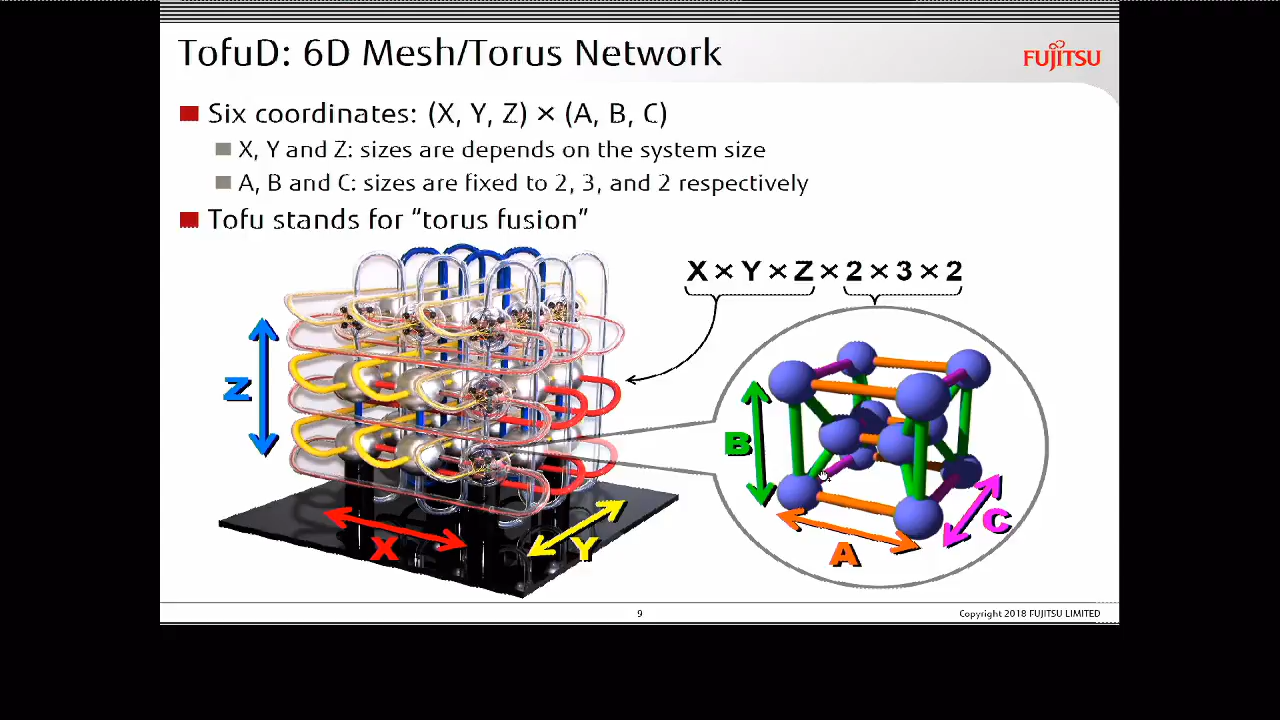 TofuD: 6D Mesh/Torus Network
FUJITSU
Six coordinates: (X, Y, Z) × (A, B, C)
X, Y and Z: sizes are depends on the system size
A, B and C: sizes are fixed to 2, 3, and 2 respectively
Tofu stands for “torus fusion”
X × Y × Z × 2 × 3 × 2
Z
X
Y
B
A
C
9
Copyright 2018 FUJITSU LIMITED